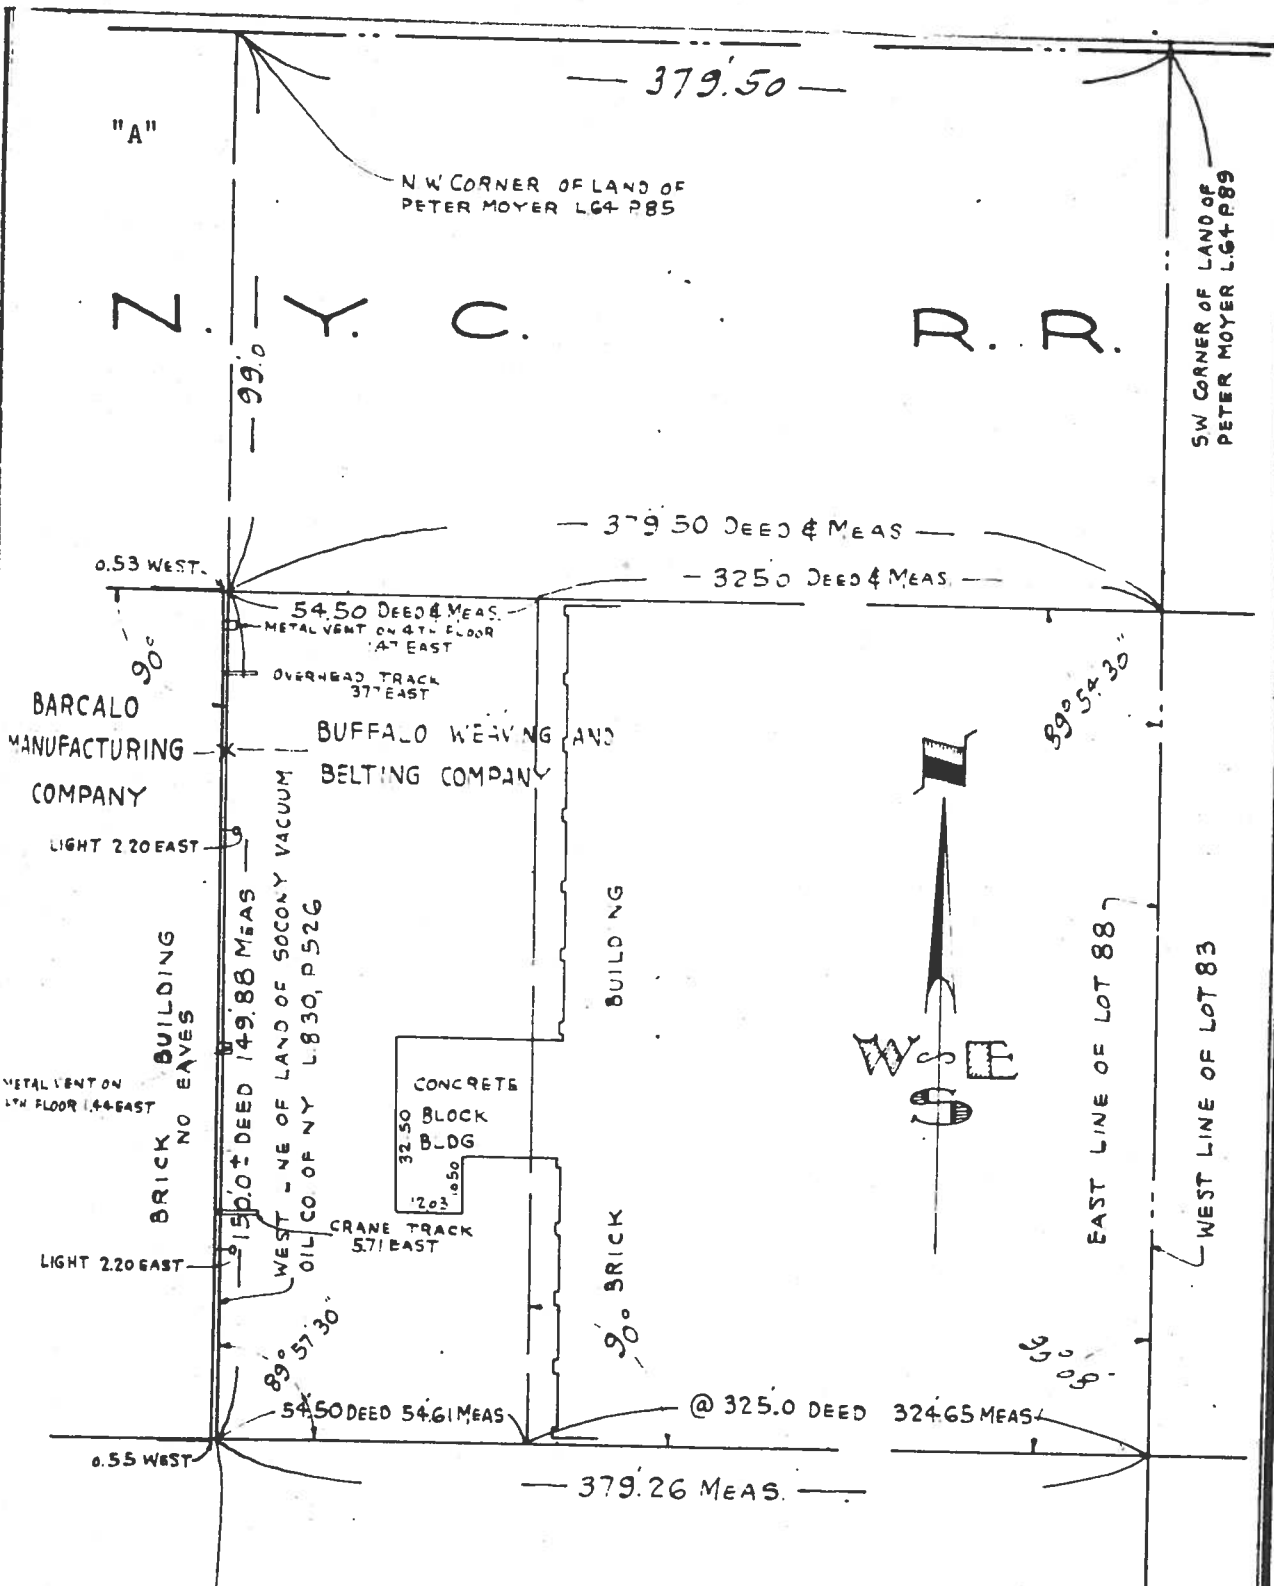 379.'50
"A"
N W CORNER OF LAND OF
PETER MOYER L64 P.85
SW CORNER OF LAND OF
PETER MOYER L.64 P.89
N. Y. C. R. R.
99.'0
379.50 DEED & MEAS
0.53 WEST.
325.0 DEED & MEAS.
54.50 DEED & MEAS.
METAL VENT ON 4TH FLOOR
.47 EAST
90°
OVERHEAD TRACK
EAST
89° 54' 30"
BARCALO
MANUFACTURING
COMPANY
BUFFALO WEAVING AND
BELTING COMPANY
LIGHT 2.20 EAST
150.0± DEED 149.88 MEAS
WEST LINE OF LAND OF SOCONY VACUUM
OIL CO. OF NY L.830, P.526
BRICK BUILDING
NO EAVES
BUILDING
EAST LINE OF LOT 88
WEST LINE OF LOT 83
N
W S E
S
METAL VENT ON
FLOOR 1.44 EAST
CONCRETE
BLOCK
BLDG
32.50
10.50
12.03
CRANE TRACK
5.71 EAST
LIGHT 2.20 EAST
BRICK
89° 57' 30"
90°
54.50 DEED 54.61 MEAS
@ 325.0 DEED 324.65 MEAS
0.55 WEST
379.'26 MEAS.